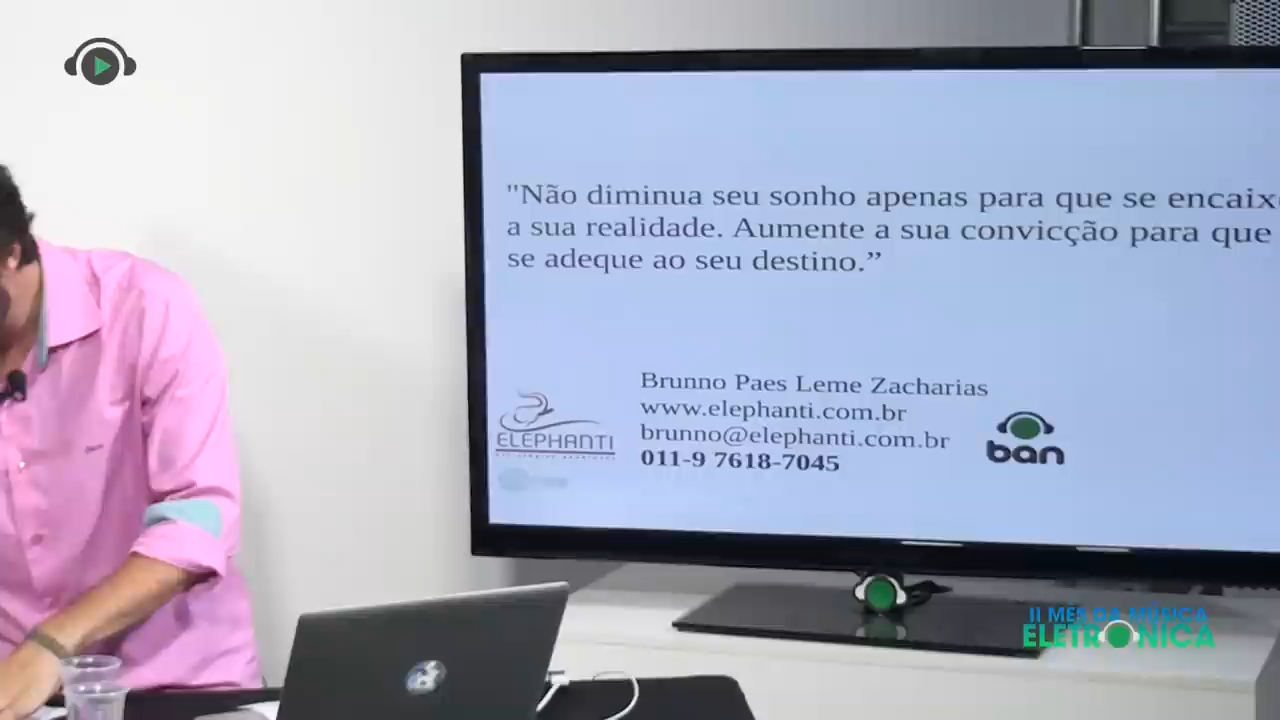 "Não diminua seu sonho apenas para que se encaixe
a sua realidade. Aumente a sua convicção para que
se adeque ao seu destino.”
Brunno Paes Leme Zacharias
www.elephanti.com.br
brunno@elephanti.com.br
011-9 7618-7045
ELEPHANTI
ban
II MÊS DA MÚSICA
ELETRÔNICA